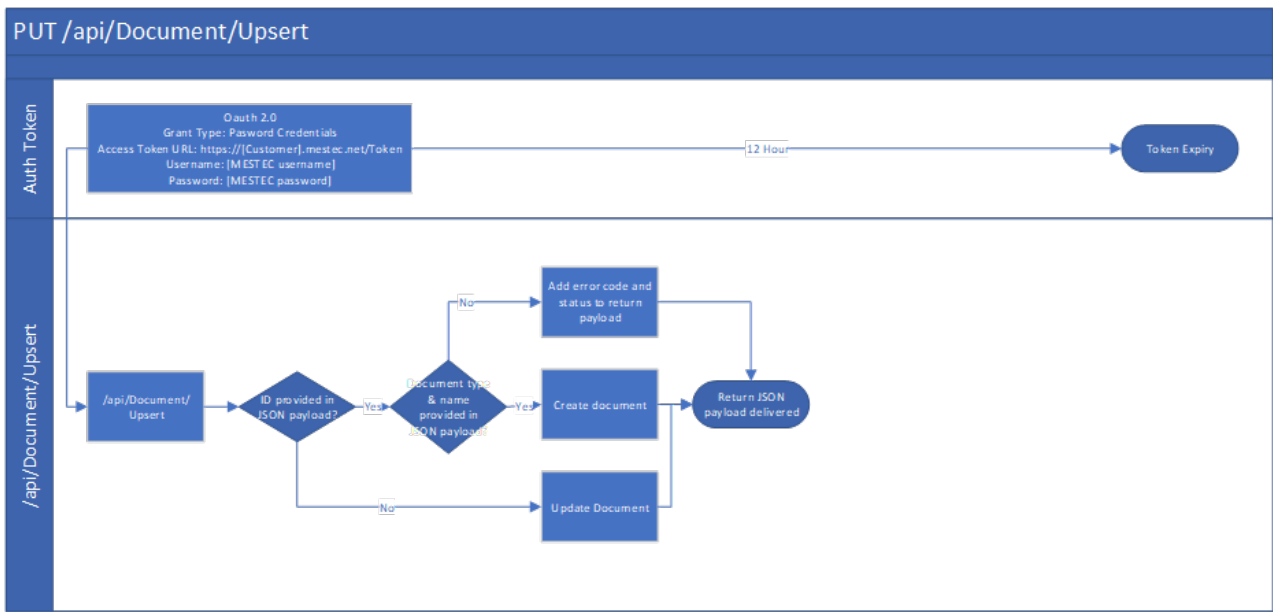 PUT /api/Document/Upsert
Auth Token
Oauth 2.0
Grant Type: Pasword Credentials
Access Token URL: https://[Customer].mestec.net/Token
Username: [MESTEC username]
Password: [MESTEC password]
12 Hour
Token Expiry
/api/Document/Upsert
/api/Document/
Upsert
ID provided in
JSON payload?
Yes
No
Document type
& name
provided in
JSON payload?
No
Yes
Add error code and
status to return
payload
Create document
Update Document
Return JSON
payload delivered